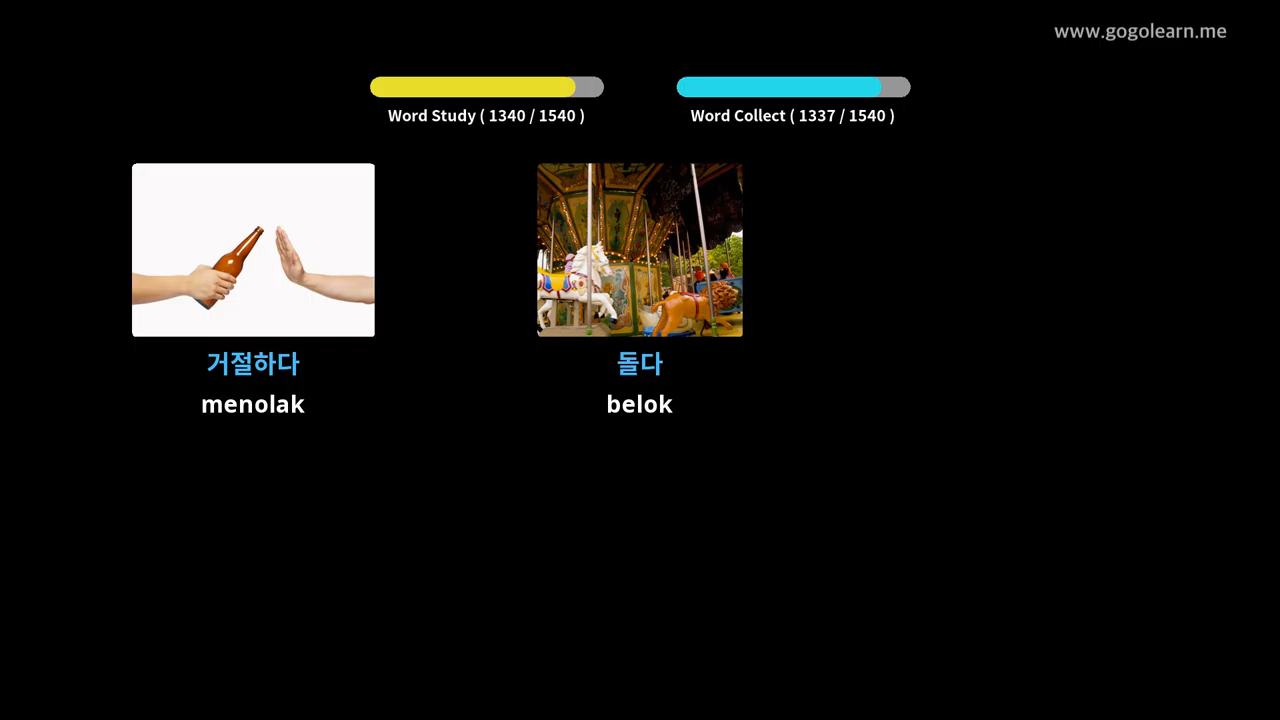 www.gogolearn.me
Word Study ( 1340 / 1540 )
Word Collect ( 1337 / 1540 )
거절하다
menolak
돌다
belok